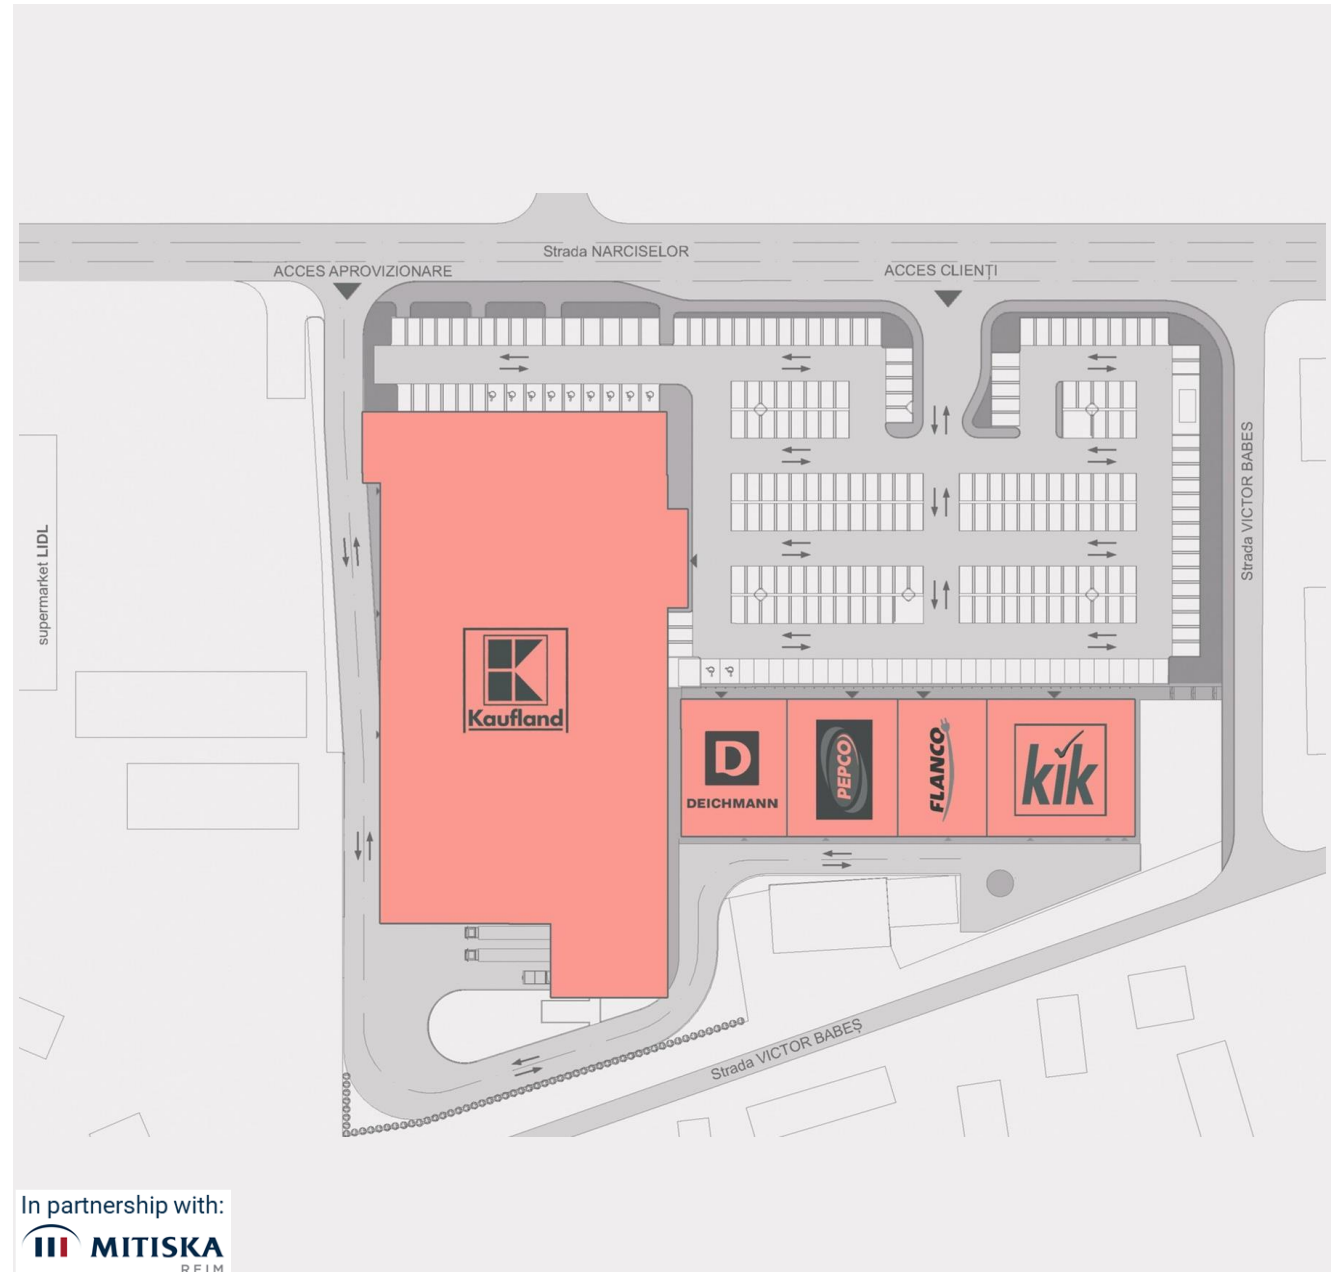 Strada NARCISELOR
ACCES APROVIZIONARE
ACCES CLIENȚI
Strada VICTOR BABES
supermarket LIDL
Kaufland
D
DEICHMANN
PEPCO
FLANCO
kik
Strada VICTOR BABEȘ
In partnership with:
MITISKA
REIM